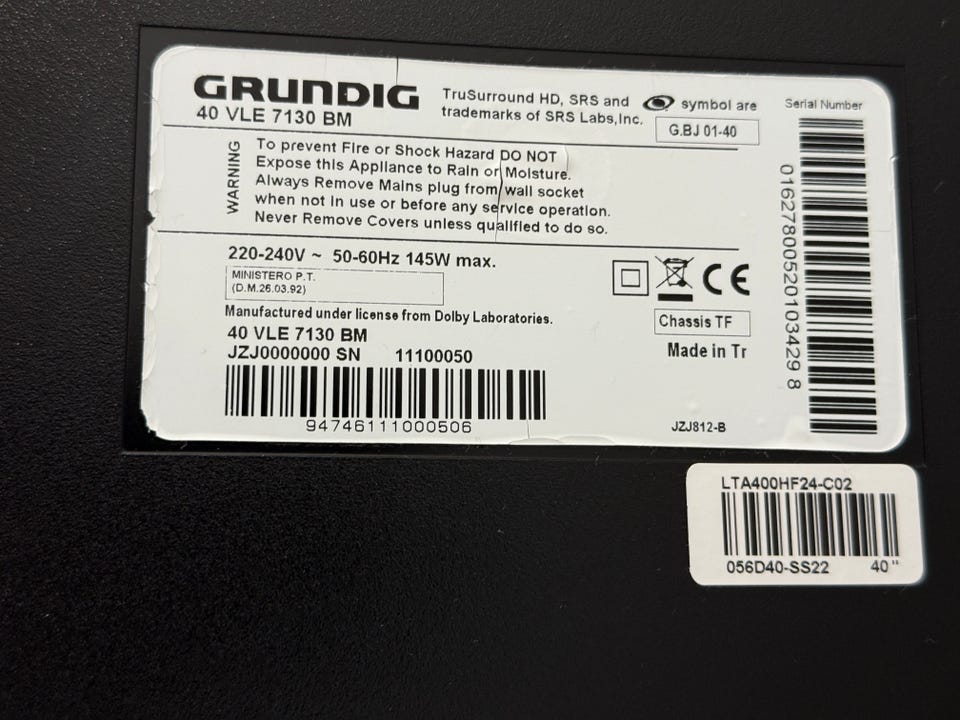 GRUNDIG
40 VLE 7130 BM
TruSurround HD, SRS and symbol are
trademarks of SRS Labs,Inc.
G.BJ 01-40
Serial Number
WARNING
To prevent Fire or Shock Hazard DO NOT
Expose this Appliance to Rain or Moisture.
Always Remove Mains plug from wall socket
when not in use or before any service operation.
Never Remove Covers unless qualified to do so.
220-240V ~ 50-60Hz 145W max.
MINISTERO P.T.
(D.M.26.03.92)
Manufactured under license from Dolby Laboratories.
40 VLE 7130 BM
JZJ0000000 SN 11100050
94746111000506
CE
Chassis TF
Made in Tr
JZJ812-B
01627800520103429 8
LTA400HF24-C02
056D40-SS22 40"